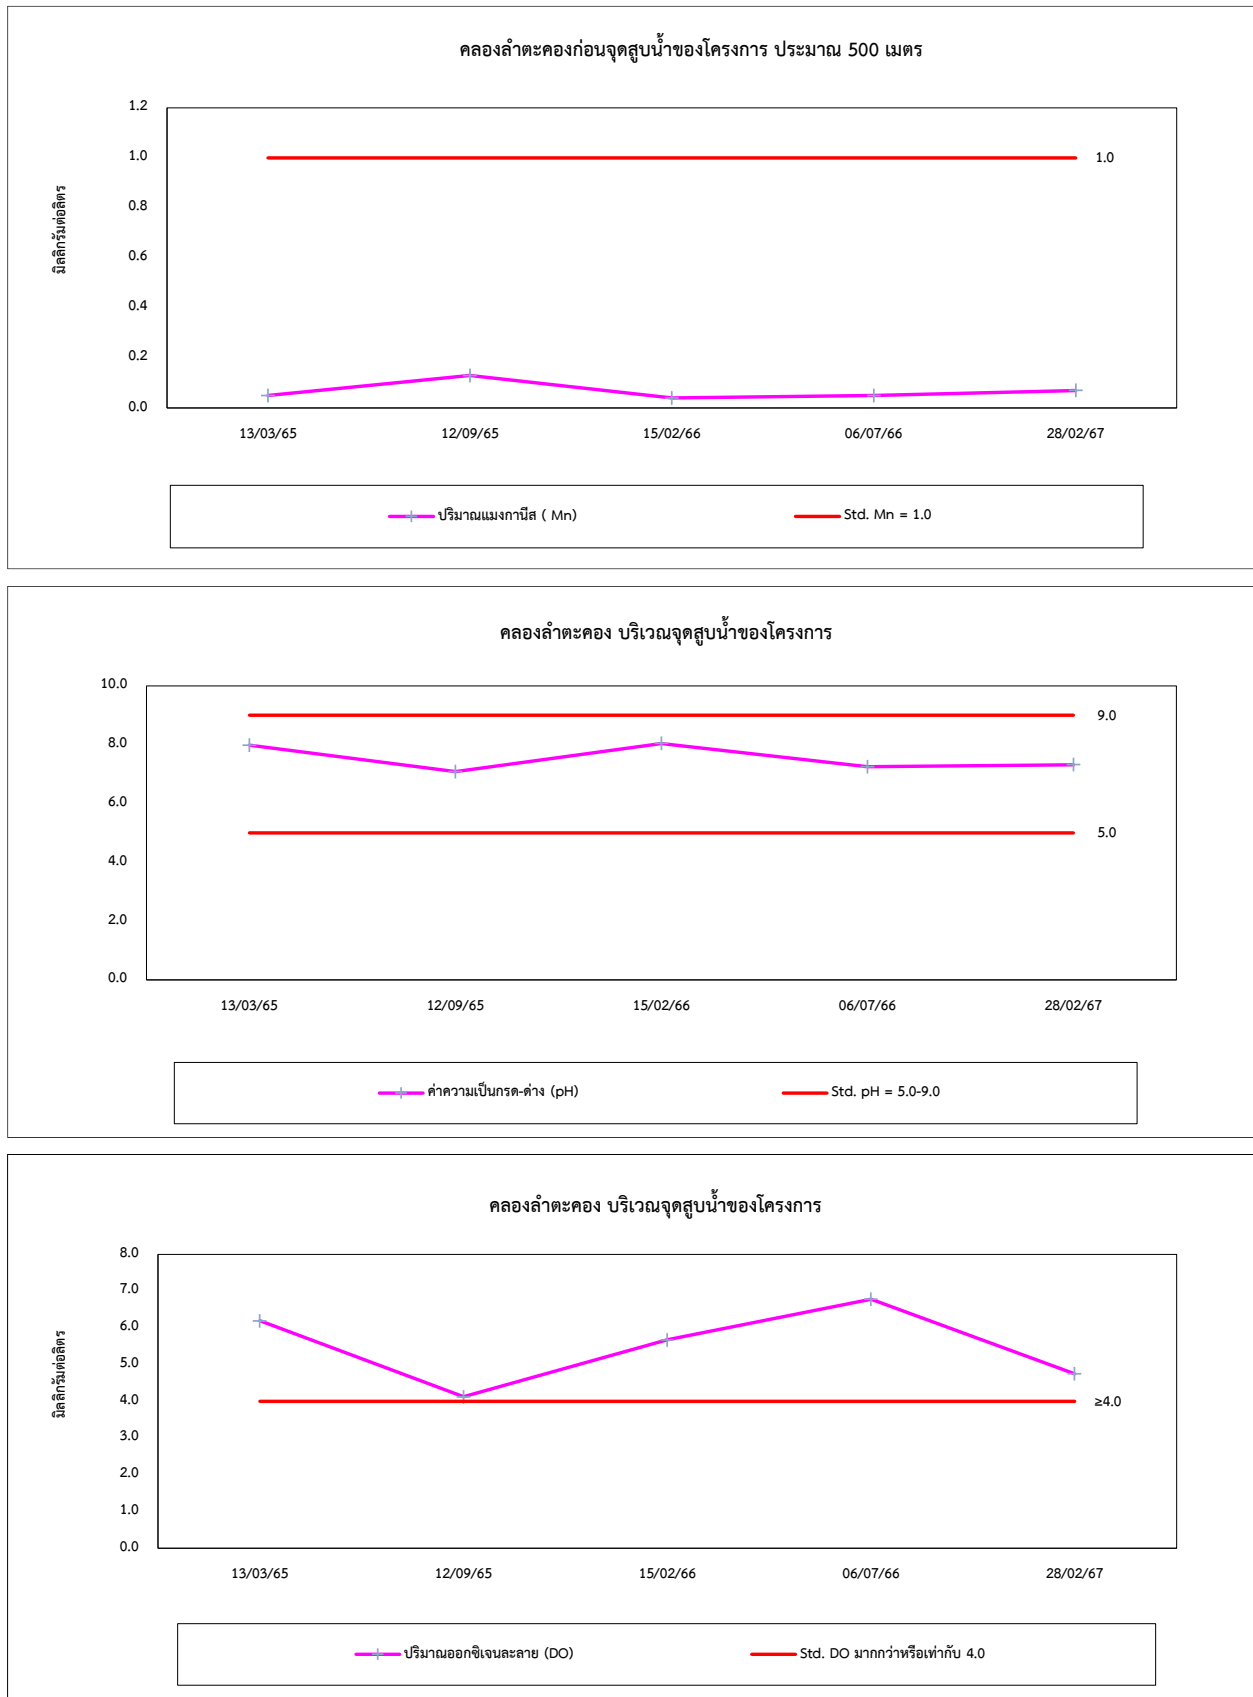 คลองลำตะคองก่อนจุดสูบน้ำของโครงการ ประมาณ 500 เมตร
มิลลิกรัมต่อลิตร
1.2
1.0
0.8
0.6
0.4
0.2
0.0
1.0
13/03/65 12/09/65 15/02/66 06/07/66 28/02/67
ปริมาณแมงกานีส ( Mn) Std. Mn = 1.0
คลองลำตะคอง บริเวณจุดสูบน้ำของโครงการ
10.0
8.0
6.0
4.0
2.0
0.0
9.0
5.0
13/03/65 12/09/65 15/02/66 06/07/66 28/02/67
ค่าความเป็นกรด-ด่าง (pH) Std. pH = 5.0-9.0
คลองลำตะคอง บริเวณจุดสูบน้ำของโครงการ
มิลลิกรัมต่อลิตร
8.0
7.0
6.0
5.0
4.0
3.0
2.0
1.0
0.0
≥4.0
13/03/65 12/09/65 15/02/66 06/07/66 28/02/67
ปริมาณออกซิเจนละลาย (DO) Std. DO มากกว่าหรือเท่ากับ 4.0